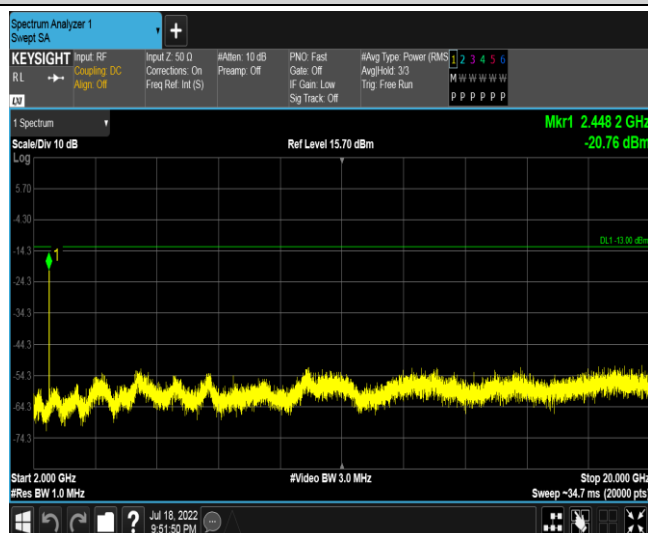 Spectrum Analyzer 1
Swept SA
+
KEYSIGHT
RL
LXI
Input: RF
Coupling: DC
Align: Off
Input Z: 50 Ω
Corrections: On
Freq Ref: Int (S)
#Atten: 10 dB
Preamp: Off
PNO: Fast
Gate: Off
IF Gain: Low
Sig Track: Off
#Avg Type: Power (RMS
Avg|Hold: 3/3
Trig: Free Run
1 2 3 4 5 6
M W W W W W
P P P P P P
1 Spectrum
Scale/Div 10 dB
Ref Level 15.70 dBm
Mkr1 2.448 2 GHz
-20.76 dBm
Log
5.70
-4.30
DL1 -13.00 dBm
-14.3
1
-24.3
-34.3
-44.3
-54.3
-64.3
-74.3
Start 2.000 GHz
#Video BW 3.0 MHz
Stop 20.000 GHz
#Res BW 1.0 MHz
Sweep ~34.7 ms (20000 pts)
?
Jul 18, 2022
9:51:50 PM